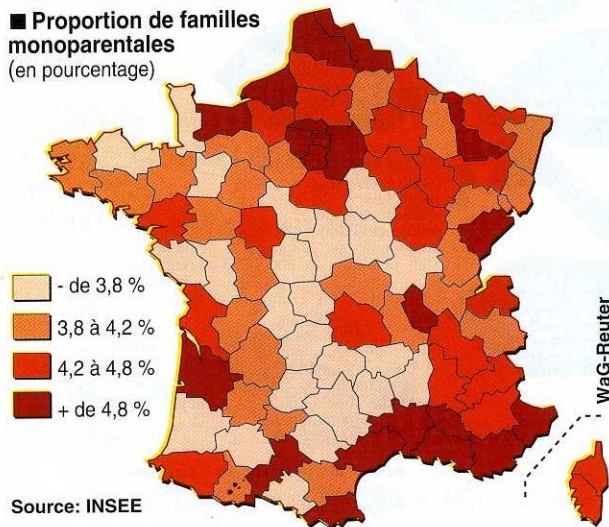 ■ Proportion de familles
monoparentales
(en pourcentage)
- de 3,8 %
3,8 à 4,2 %
4,2 à 4,8 %
+ de 4,8 %
WaG-Reuter
Source: INSEE